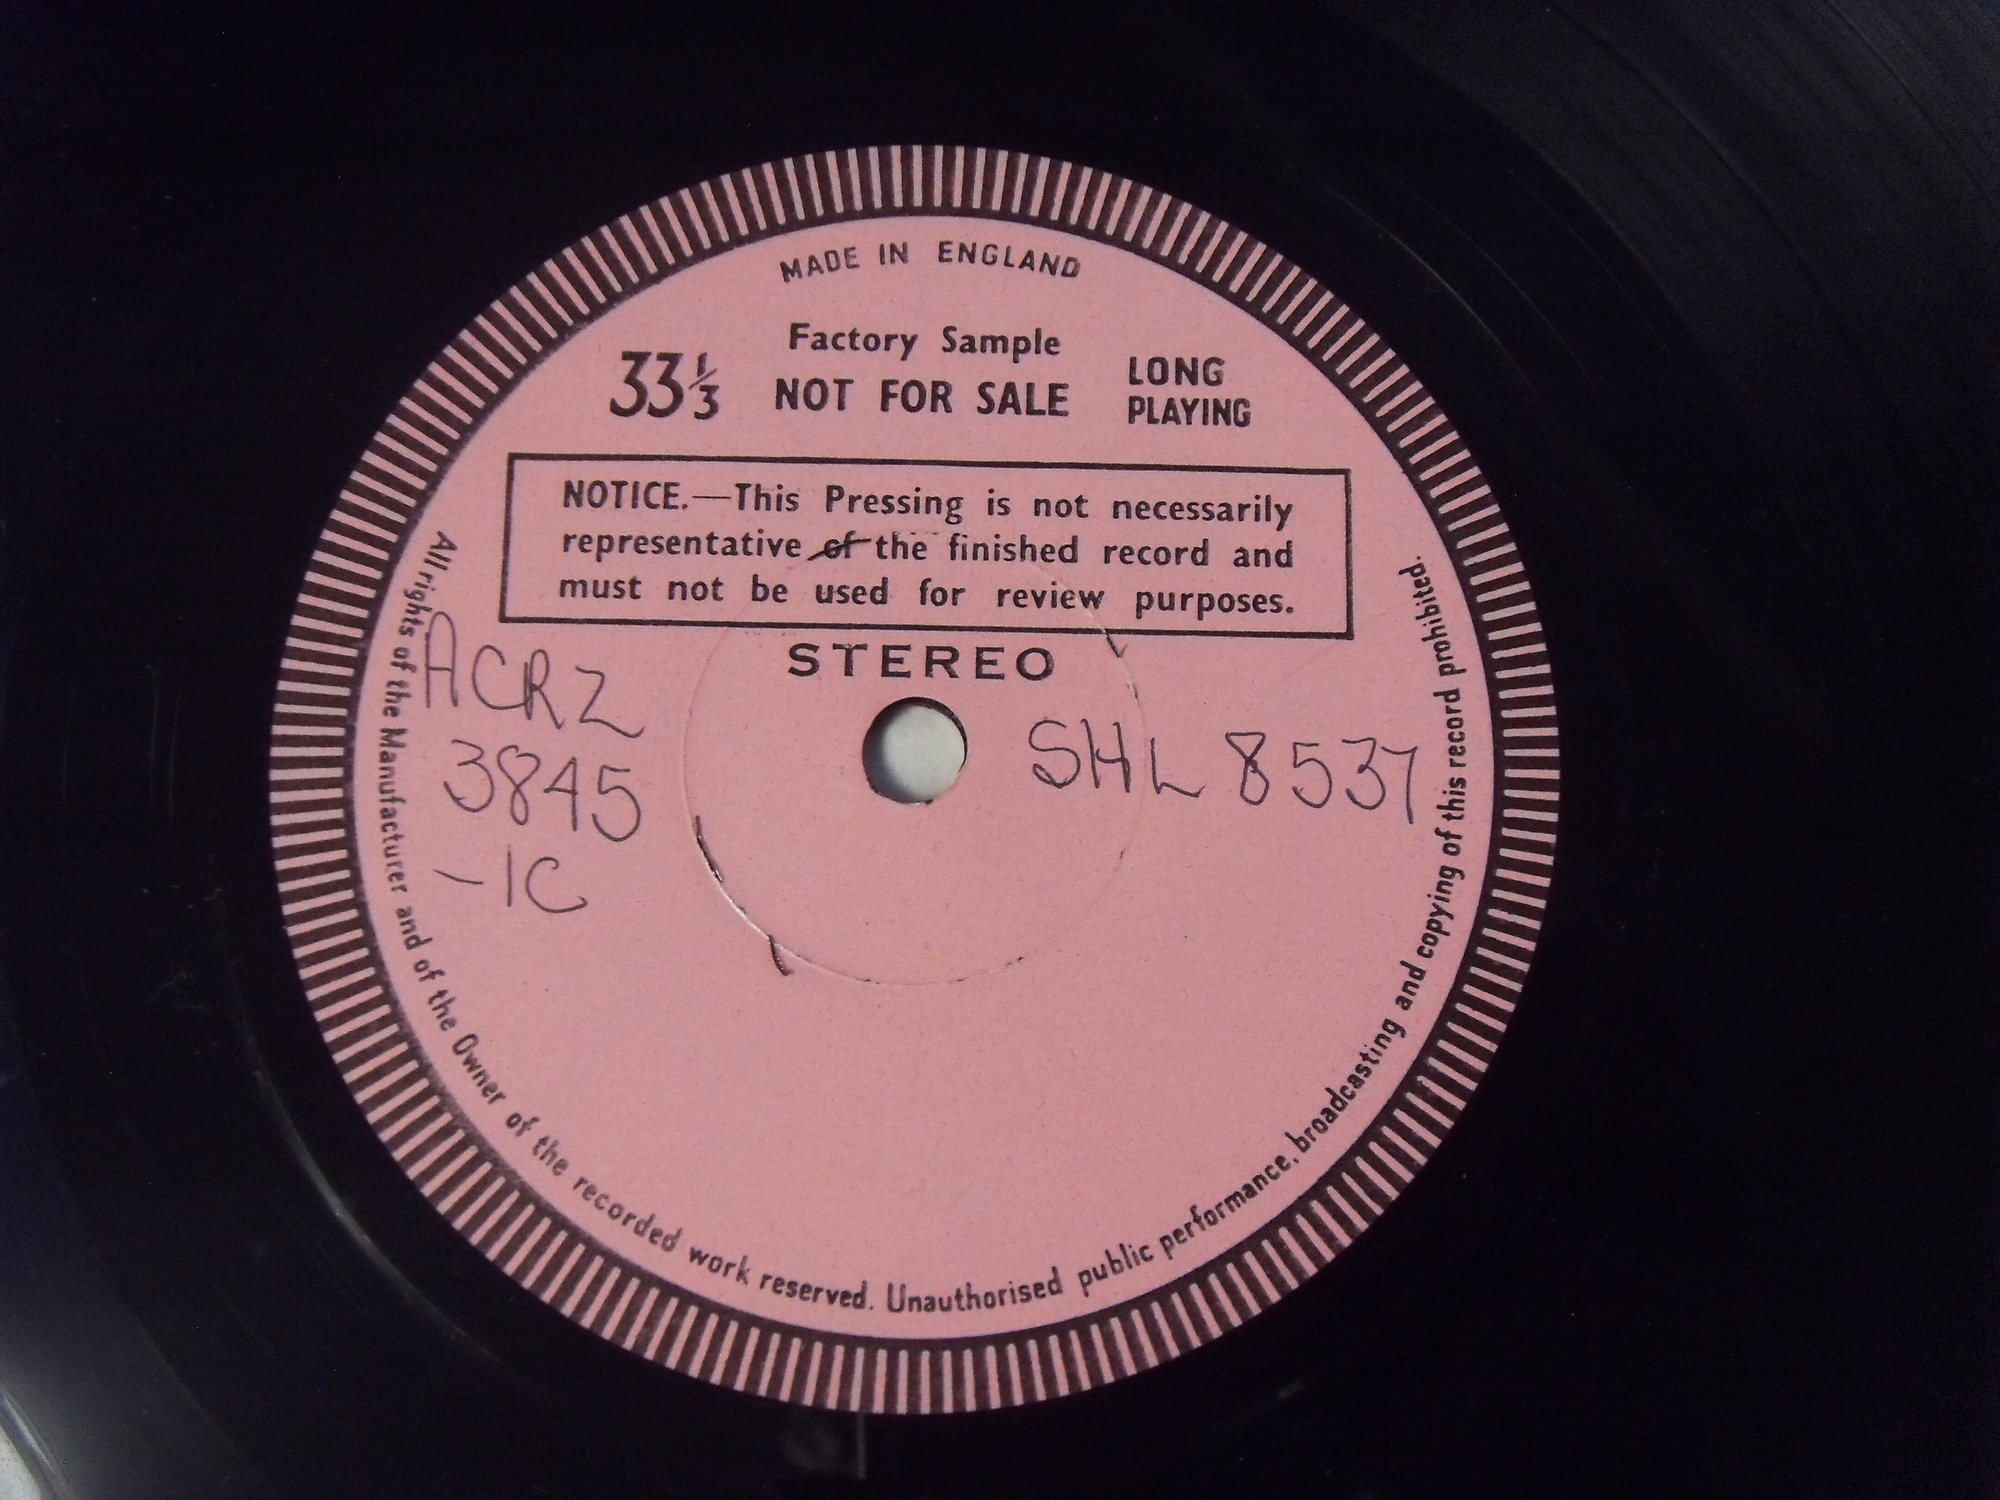 MADE IN ENGLAND
Factory Sample
33⅓ NOT FOR SALE
LONG
PLAYING
NOTICE.—This Pressing is not necessarily
representative of the finished record and
must not be used for review purposes.
STEREO
ACRZ
3845
-1C
SHL 8537
All rights of the Manufacturer and of the Owner of the recorded work reserved. Unauthorised public performance, broadcasting and copying of this record prohibited.